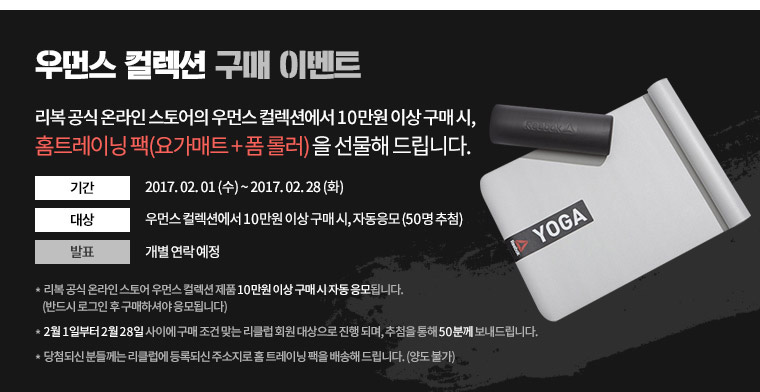 우먼스 컬렉션 구매 이벤트
리복 공식 온라인 스토어의 우먼스 컬렉션에서 10만원 이상 구매 시,
홈트레이닝 팩(요가매트 + 폼 롤러) 을 선물해 드립니다.
기간 2017. 02. 01 (수) ~ 2017. 02. 28 (화)
대상 우먼스 컬렉션에서 10만원 이상 구매 시, 자동응모 (50명 추첨)
발표 개별 연락 예정
* 리복 공식 온라인 스토어 우먼스 컬렉션 제품 10만원 이상 구매 시 자동 응모됩니다.
(반드시 로그인 후 구매하셔야 응모됩니다)
* 2월 1일부터 2월 28일 사이에 구매 조건 맞는 리클럽 회원 대상으로 진행 되며, 추첨을 통해 50분께 보내드립니다.
* 당첨되신 분들께는 리클럽에 등록되신 주소지로 홈 트레이닝 팩을 배송해 드립니다. (양도 불가)
Reebok
YOGA